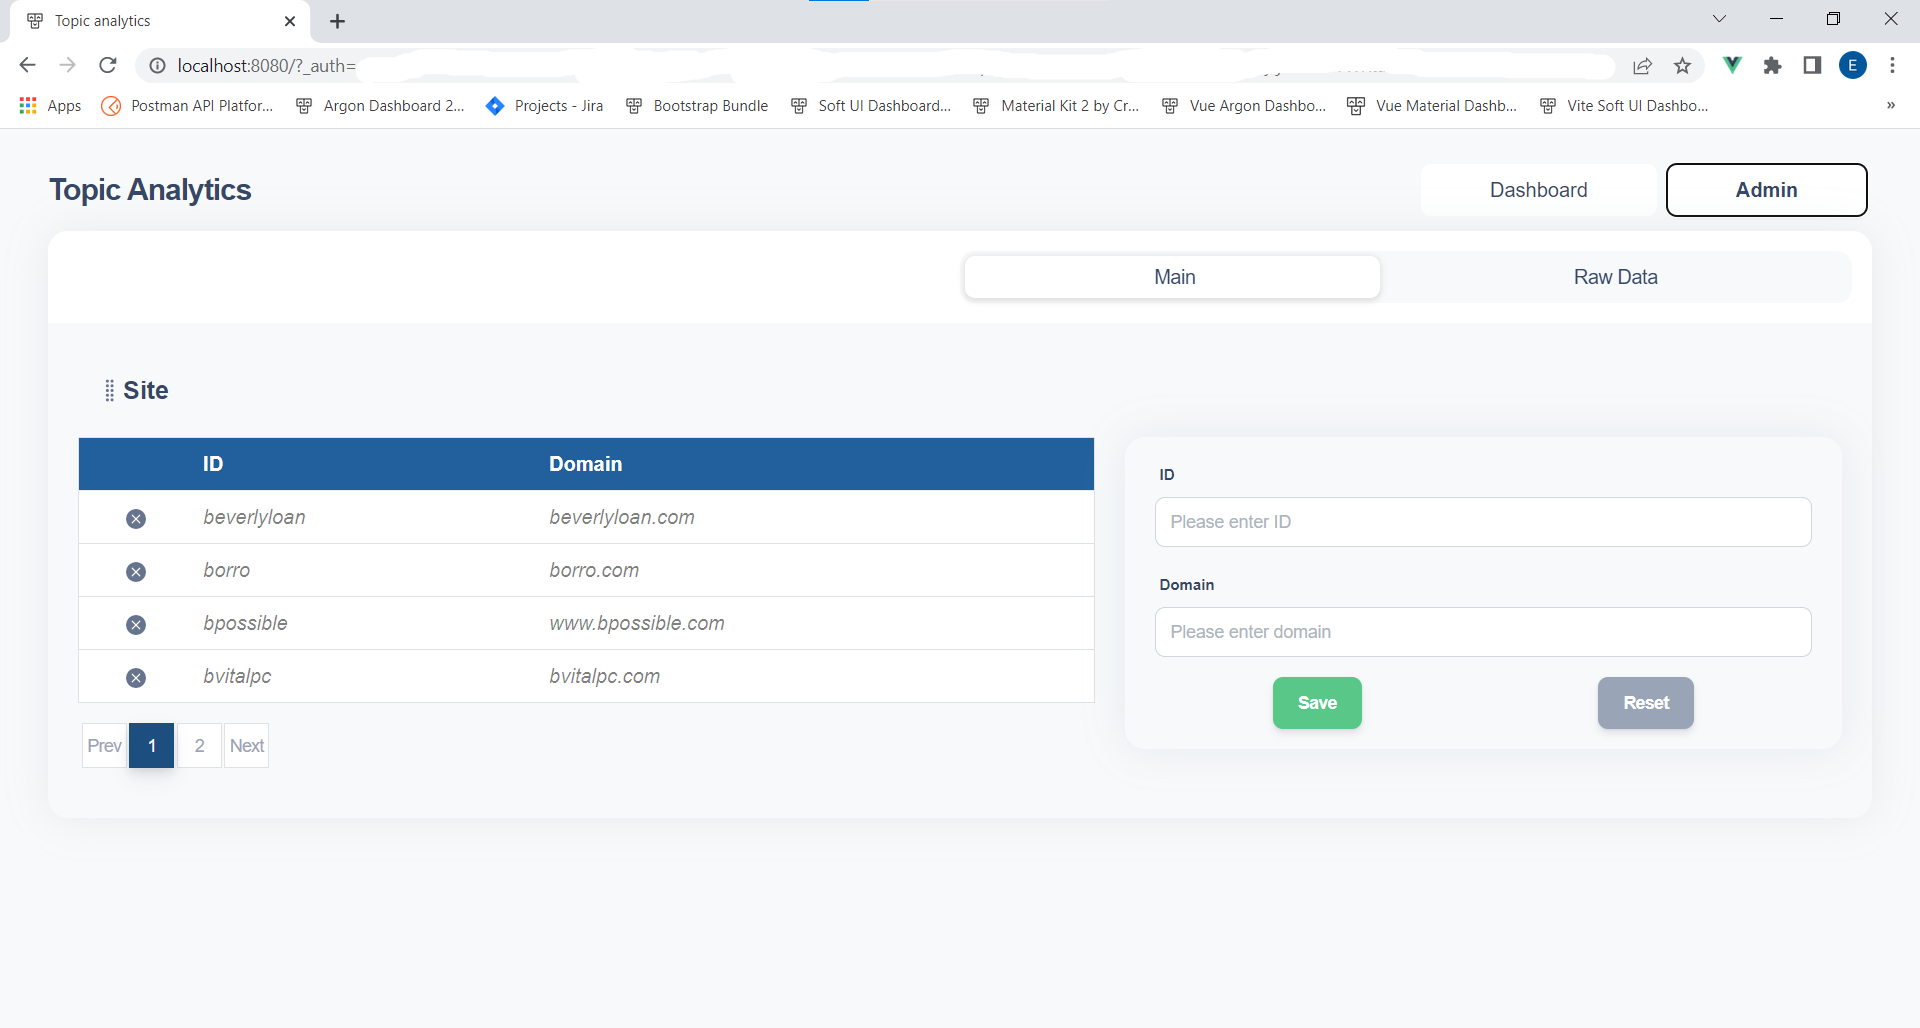 Topic analytics
localhost:8080/?_auth=
Apps
Postman API Platfor...
Argon Dashboard 2...
Projects - Jira
Bootstrap Bundle
Soft UI Dashboard...
Material Kit 2 by Cr...
Vue Argon Dashbo...
Vue Material Dashb...
Vite Soft UI Dashbo...
»
E
Topic Analytics
Dashboard
Admin
Main
Raw Data
Site
ID Domain
beverlyloan beverlyloan.com
borro borro.com
bpossible www.bpossible.com
bvitalpc bvitalpc.com
Prev 1 2 Next
ID
Please enter ID
Domain
Please enter domain
Save
Reset